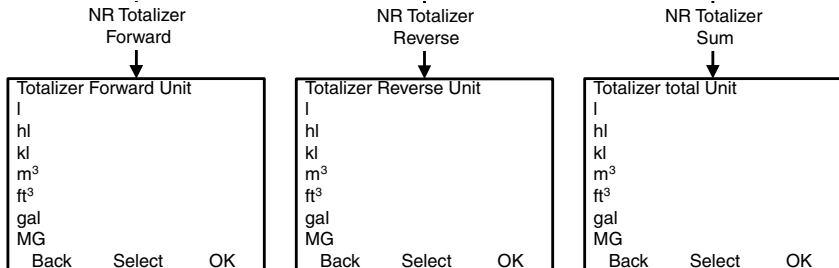 NR Totalizer
Forward
Totalizer Forward Unit
l
hl
kl
m³
ft³
gal
MG
Back Select OK
NR Totalizer
Reverse
Totalizer Reverse Unit
l
hl
kl
m³
ft³
gal
MG
Back Select OK
NR Totalizer
Sum
Totalizer total Unit
l
hl
kl
m³
ft³
gal
MG
Back Select OK